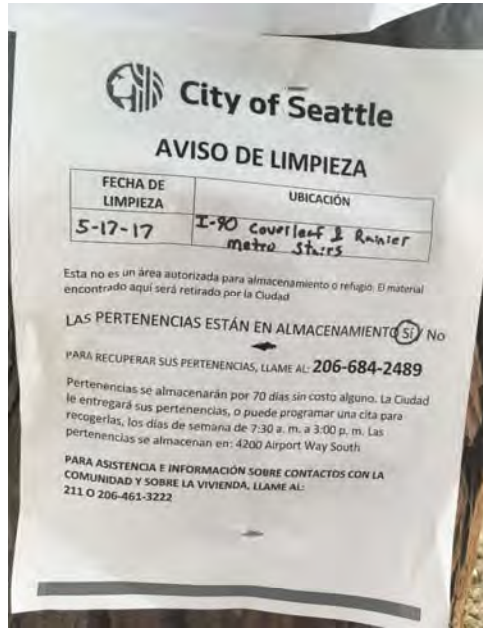 City of Seattle
AVISO DE LIMPIEZA
FECHA DE LIMPIEZA
UBICACIÓN
5-17-17
I-90 Coverleaf & Rainier
metro stairs
Esta no es un área autorizada para almacenamiento o refugio. El material
encontrado aquí será retirado por la Ciudad
LAS PERTENENCIAS ESTÁN EN ALMACENAMIENTO Sí / No
PARA RECUPERAR SUS PERTENENCIAS, LLAME AL: 206-684-2489
Pertenencias se almacenarán por 70 días sin costo alguno. La Ciudad
le entregará sus pertenencias, o puede programar una cita para
recogerlas, los días de semana de 7:30 a. m. a 3:00 p. m. Las
pertenencias se almacenan en: 4200 Airport Way South
PARA ASISTENCIA E INFORMACIÓN SOBRE CONTACTOS CON LA
COMUNIDAD Y SOBRE LA VIVIENDA, LLAME AL:
211 O 206-461-3222